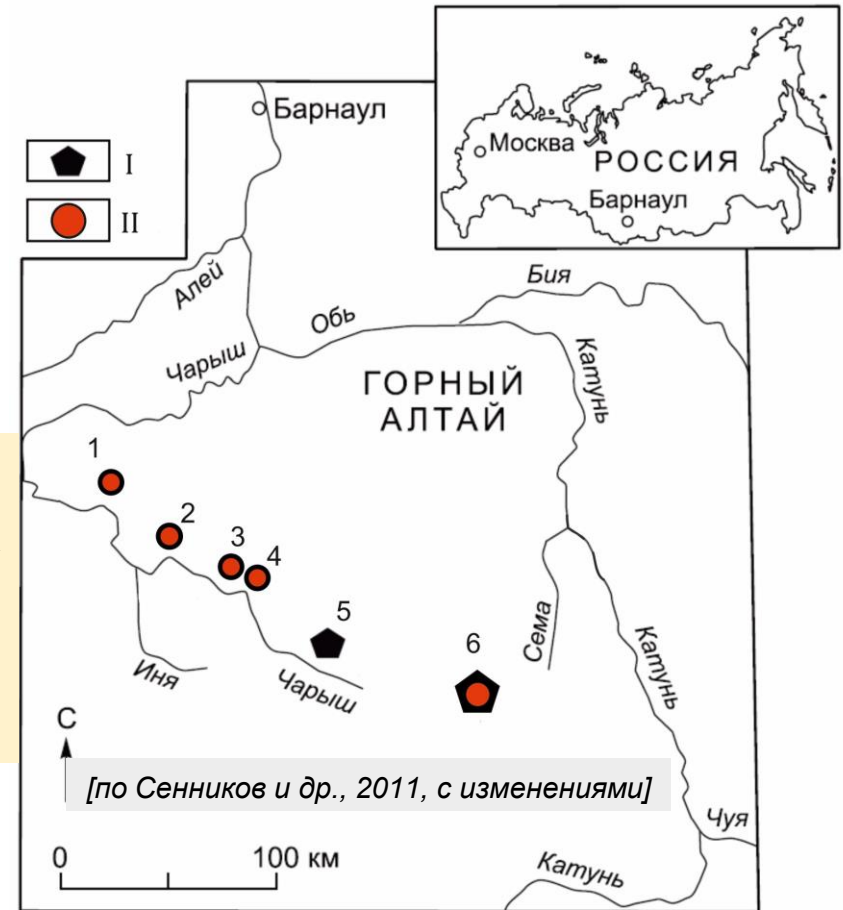 Барнаул
I
II
Москва
РОССИЯ
Барнаул
Алей
Обь
Бия
Чарыш
Катунь
ГОРНЫЙ
АЛТАЙ
1
2
3
4
5
6
Сема
Катунь
Иня
Чарыш
С
[по Сенников и др., 2011, с изменениями]
Чуя
0
100 км
Катунь